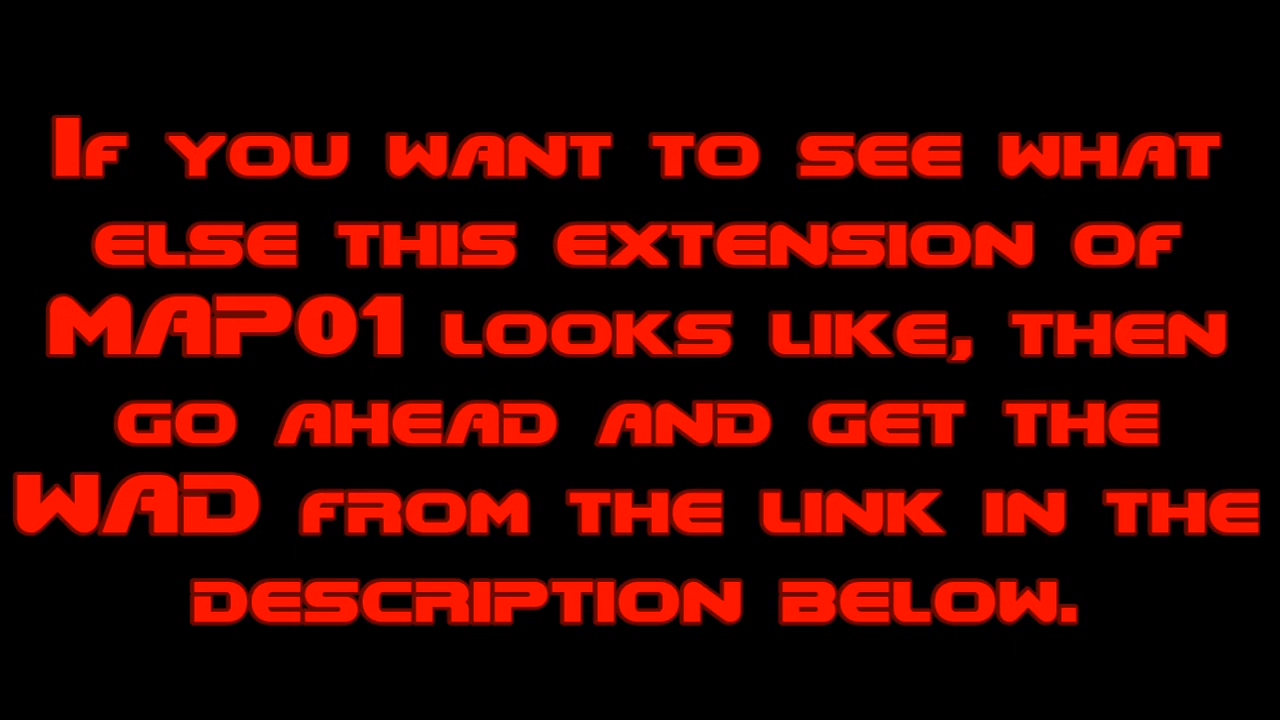 If you want to see what
else this extension of
MAP01 looks like, then
go ahead and get the
WAD from the link in the
description below.